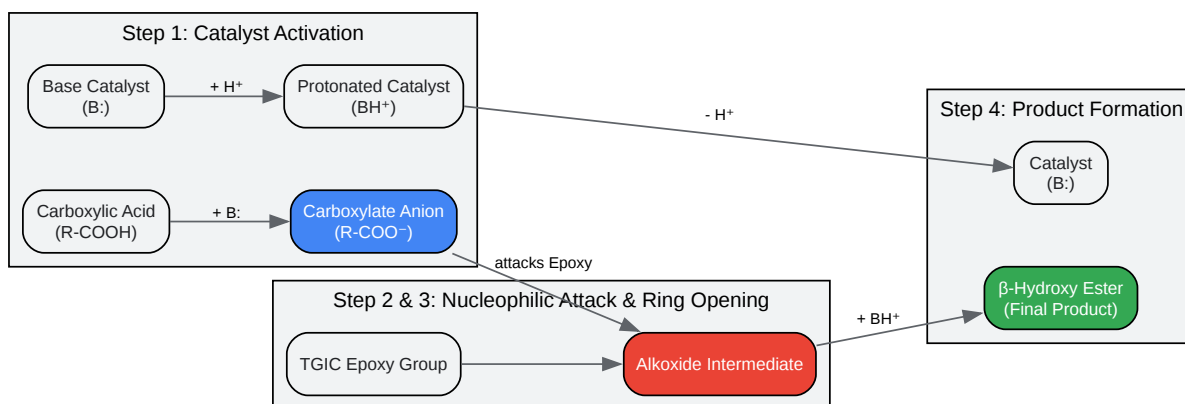 Step 1: Catalyst Activation
Base Catalyst
(B:)
+ H⁺
Protonated Catalyst
(BH⁺)
- H⁺
Carboxylic Acid
(R-COOH)
+ B:
Carboxylate Anion
(R-COO⁻)
attacks Epoxy
Step 2 & 3: Nucleophilic Attack & Ring Opening
TGIC Epoxy Group
Alkoxide Intermediate
+ BH⁺
Step 4: Product Formation
Catalyst
(B:)
β-Hydroxy Ester
(Final Product)